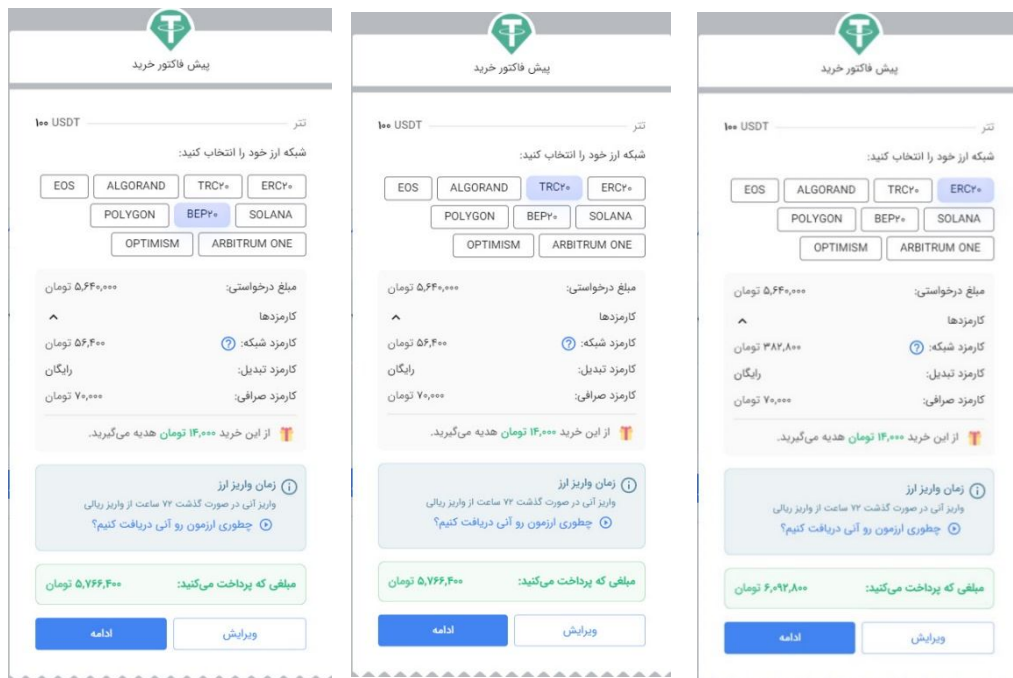 پیش فاکتور خرید
تتر ۱۰۰ USDT
شبکه ارز خود را انتخاب کنید:
ERC۲۰ TRC۲۰ ALGORAND EOS
SOLANA BEP۲۰ POLYGON
ARBITRUM ONE OPTIMISM
مبلغ درخواستی: ۵,۶۴۰,۰۰۰ تومان
کارمزدها
کارمزد شبکه: ۵۶,۴۰۰ تومان
کارمزد تبدیل: رایگان
کارمزد صرافی: ۷۰,۰۰۰ تومان
از این خرید ۱۴,۰۰۰ تومان هدیه می‌گیرید.
زمان واریز ارز
واریز آنی در صورت گذشت ۷۲ ساعت از واریز ریالی
چطوری ارزمون رو آنی دریافت کنیم؟
مبلغی که پرداخت می‌کنید: ۵,۷۶۶,۴۰۰ تومان
ویرایش ادامه
پیش فاکتور خرید
تتر ۱۰۰ USDT
شبکه ارز خود را انتخاب کنید:
ERC۲۰ TRC۲۰ ALGORAND EOS
SOLANA BEP۲۰ POLYGON
ARBITRUM ONE OPTIMISM
مبلغ درخواستی: ۵,۶۴۰,۰۰۰ تومان
کارمزدها
کارمزد شبکه: ۵۶,۴۰۰ تومان
کارمزد تبدیل: رایگان
کارمزد صرافی: ۷۰,۰۰۰ تومان
از این خرید ۱۴,۰۰۰ تومان هدیه می‌گیرید.
زمان واریز ارز
واریز آنی در صورت گذشت ۷۲ ساعت از واریز ریالی
چطوری ارزمون رو آنی دریافت کنیم؟
مبلغی که پرداخت می‌کنید: ۵,۷۶۶,۴۰۰ تومان
ویرایش ادامه
پیش فاکتور خرید
تتر ۱۰۰ USDT
شبکه ارز خود را انتخاب کنید:
ERC۲۰ TRC۲۰ ALGORAND EOS
SOLANA BEP۲۰ POLYGON
ARBITRUM ONE OPTIMISM
مبلغ درخواستی: ۵,۶۴۰,۰۰۰ تومان
کارمزدها
کارمزد شبکه: ۳۸۲,۸۰۰ تومان
کارمزد تبدیل: رایگان
کارمزد صرافی: ۷۰,۰۰۰ تومان
از این خرید ۱۴,۰۰۰ تومان هدیه می‌گیرید.
زمان واریز ارز
واریز آنی در صورت گذشت ۷۲ ساعت از واریز ریالی
چطوری ارزمون رو آنی دریافت کنیم؟
مبلغی که پرداخت می‌کنید: ۶,۰۹۲,۸۰۰ تومان
ویرایش ادامه